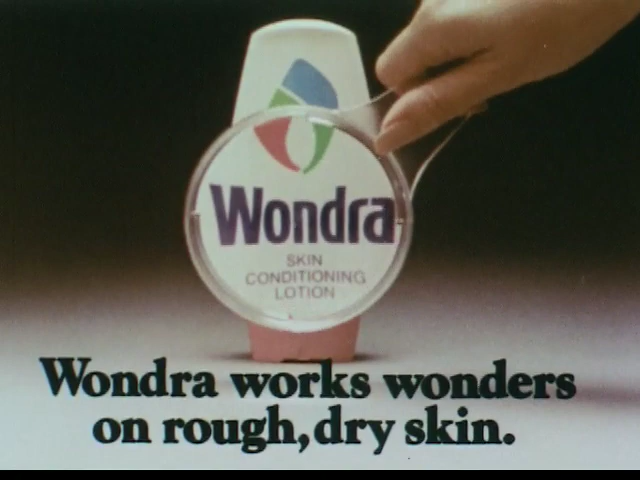 Wondra
SKIN
CONDITIONING
LOTION
Wondra works wonders
on rough, dry skin.